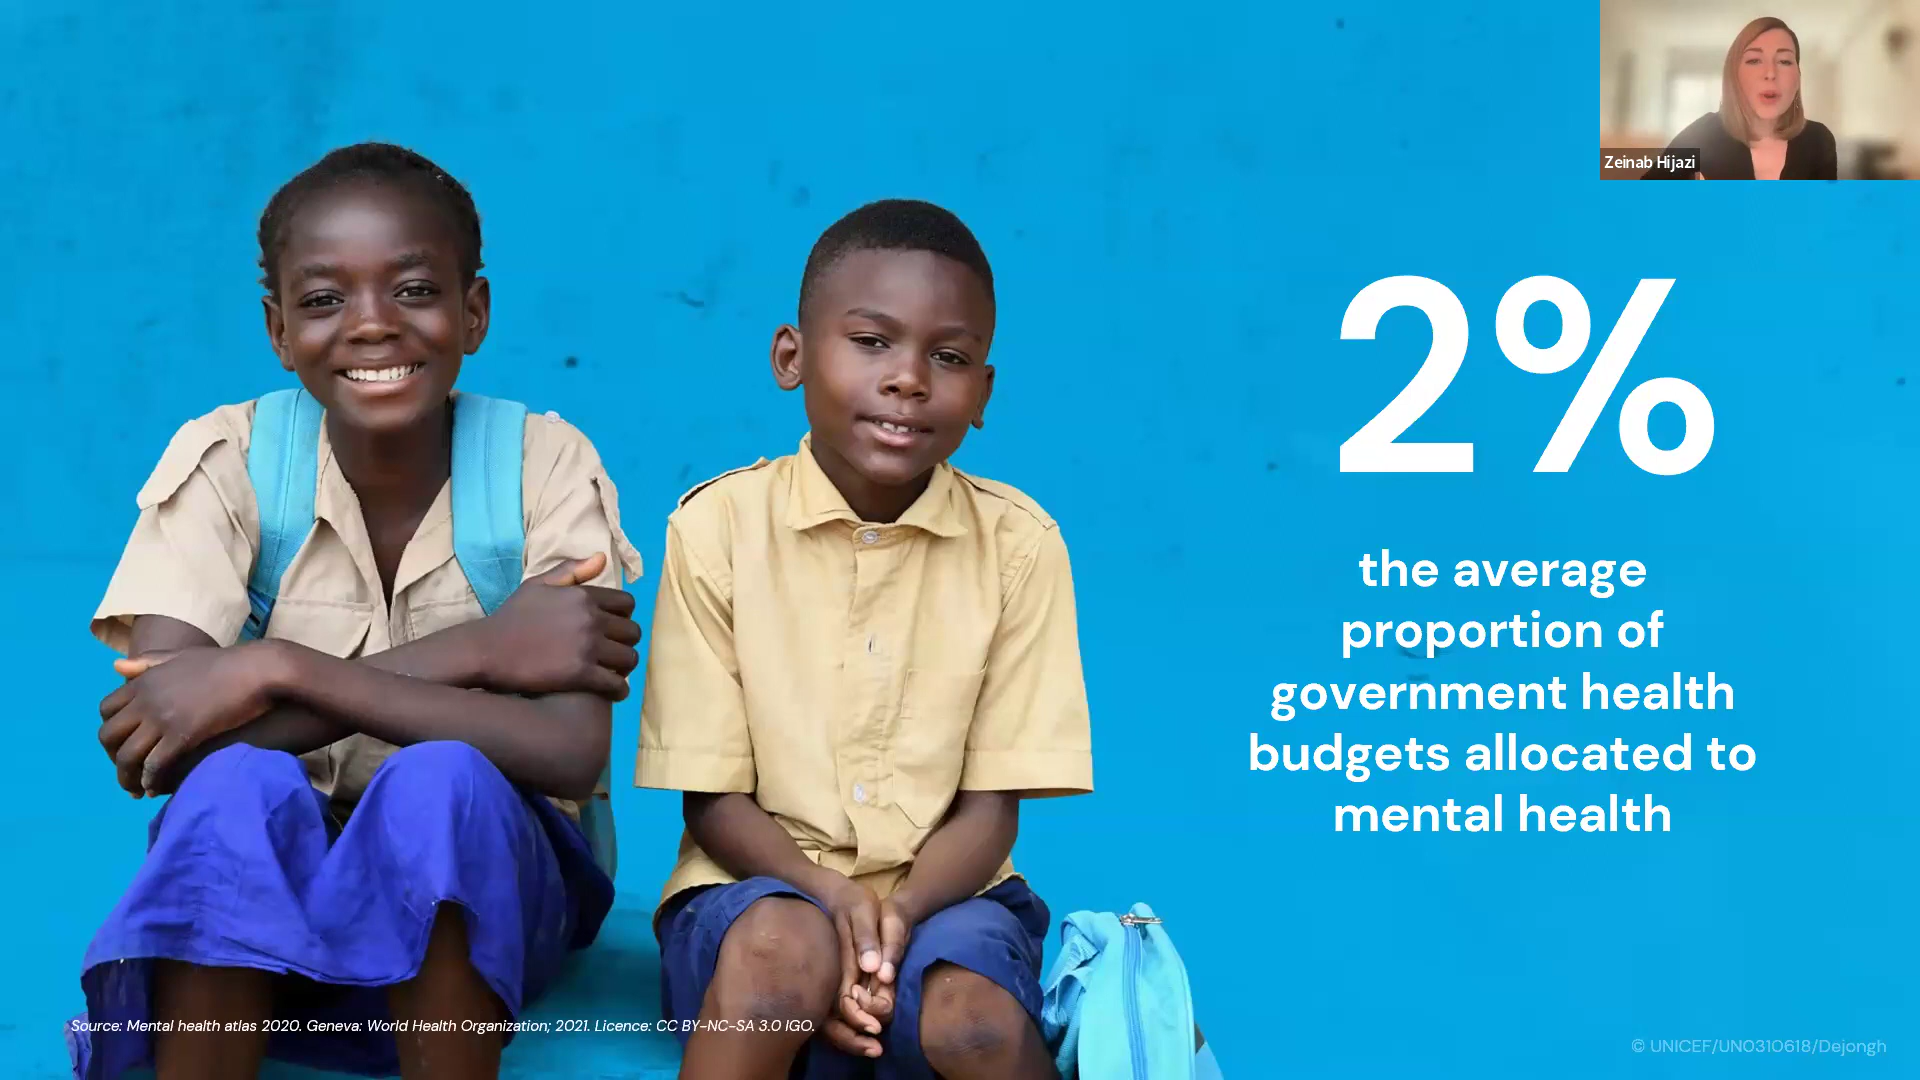 Zeinab Hijazi
2%
the average
proportion of
government health
budgets allocated to
mental health
Source: Mental health atlas 2020. Geneva: World Health Organization; 2021. Licence: CC BY-NC-SA 3.0 IGO.
© UNICEF/UN0310618/Dejongh